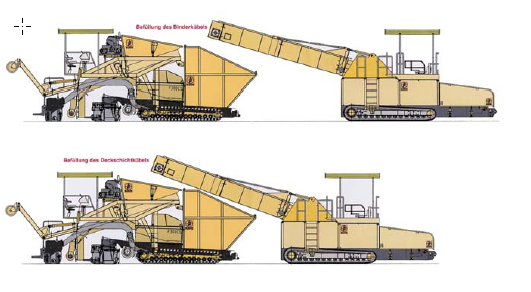 Befüllung des Binderkübels
Befüllung des Deckschichtkübels